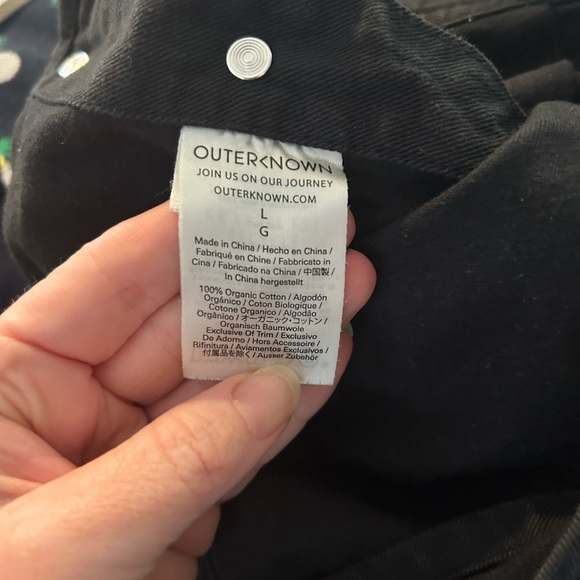 OUTERKNOWN
JOIN US ON OUR JOURNEY
OUTERKNOWN.COM
L
G
Made in China / Hecho en China /
Fabriqué en Chine / Fabbricato in
Cina / Fabricado na China / 中国製 /
In China hergestellt
100% Organic Cotton / Algodón
Orgánico / Coton Biologique /
Cotone Organico / Algodão
Orgânico / オーガニック・コットン /
Organisch Baumwole
Exclusive Of Trim / Exclusivo
De Adorno / Hors Accesoire /
Rifinitura / Aviamentos Exclusivos /
付属品を除く / Ausser Zubehör